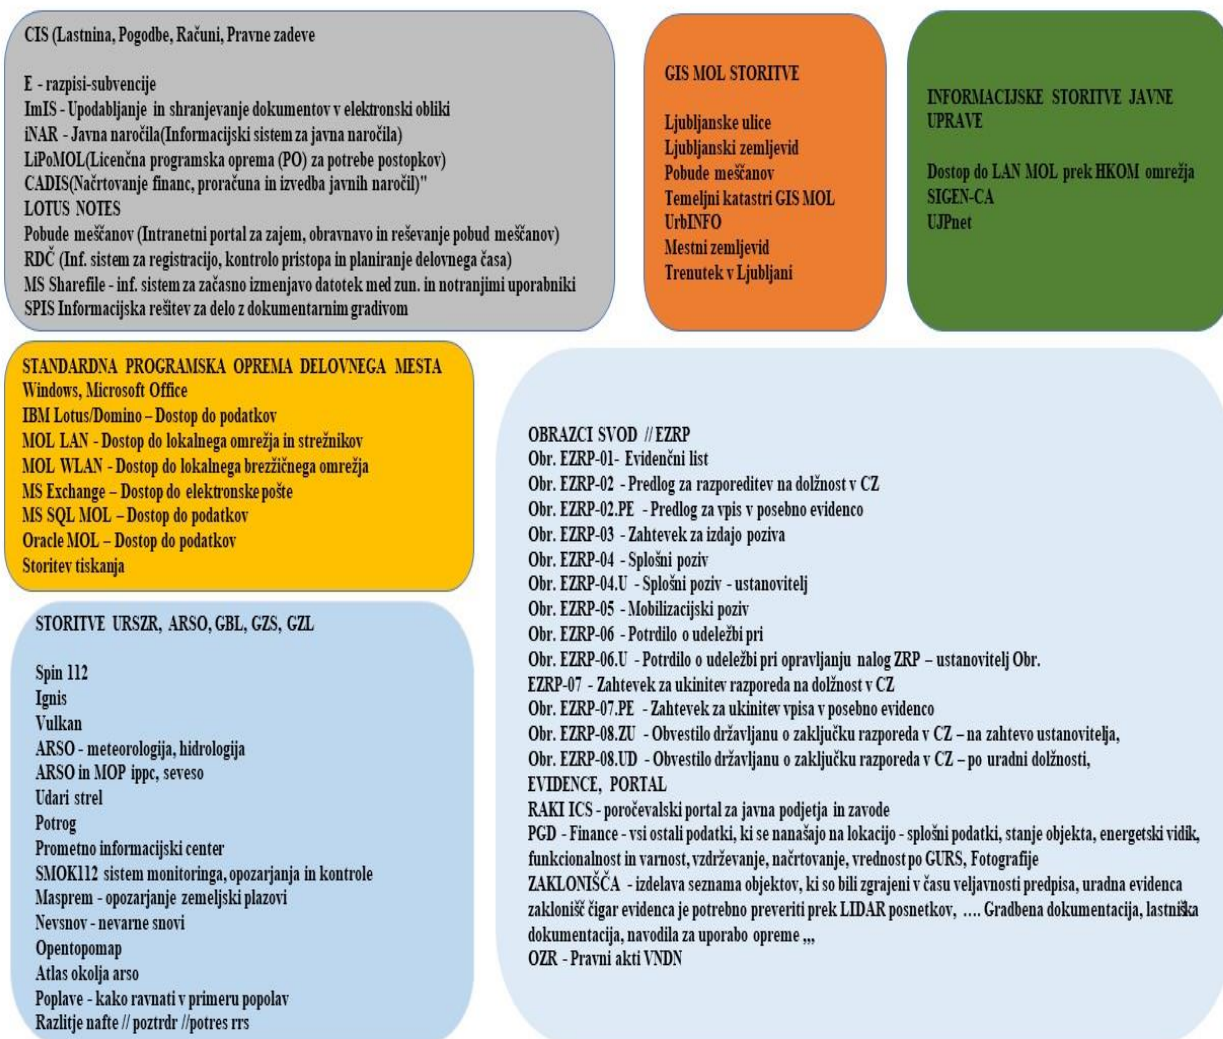 CIS (Lastnina, Pogodbe, Računi, Pravne zadeve
E - razpisi-subvencije
ImIS - Upodabljanje in shranjevanje dokumentov v elektronski obliki
iNAR - Javna naročila(Informacijski sistem za javna naročila)
LiPoMOL(Licenčna programska oprema (PO) za potrebe postopkov)
CADIS(Načrtovanje financ, proračuna in izvedba javnih naročil)"
LOTUS NOTES
Pobude meščanov (Intranetni portal za zajem, obravnavo in reševanje pobud meščanov)
RDČ (Inf. sistem za registracijo, kontrolo pristopa in planiranje delovnega časa)
MS Sharefile - inf. sistem za začasno izmenjavo datotek med zun. in notranjimi uporabniki
SPIS Informacijska rešitev za delo z dokumentarnim gradivom
GIS MOL STORITVE
Ljubljanske ulice
Ljubljanski zemljevid
Pobude meščanov
Temeljni katastri GIS MOL
UrbINFO
Mestni zemljevid
Trenutek v Ljubljani
INFORMACIJSKE STORITVE JAVNE
UPRAVE
Dostop do LAN MOL prek HKOM omrežja
SIGEN-CA
UJPnet
STANDARDNA PROGRAMSKA OPREMA DELOVNEGA MESTA
Windows, Microsoft Office
IBM Lotus/Domino – Dostop do podatkov
MOL LAN - Dostop do lokalnega omrežja in strežnikov
MOL WLAN - Dostop do lokalnega brezžičnega omrežja
MS Exchange – Dostop do elektronske pošte
MS SQL MOL – Dostop do podatkov
Oracle MOL – Dostop do podatkov
Storitev tiskanja
STORITVE URSZR, ARSO, GBL, GZS, GZL
Spin 112
Ignis
Vulkan
ARSO - meteorologija, hidrologija
ARSO in MOP ippc, seveso
Udari strel
Potrog
Prometno informacijski center
SMOK112 sistem monitoringa, opozarjanja in kontrole
Masprem - opozarjanje zemeljski plazovi
Nevsnov - nevarne snovi
Opentopomap
Atlas okolja arso
Poplave - kako ravnati v primeru popolav
Razlitje nafte // poztrdr //potres rrs
OBRAZCI SVOD // EZRP
Obr. EZRP-01- Evidenčni list
Obr. EZRP-02 - Predlog za razporeditev na dolžnost v CZ
Obr. EZRP-02.PE - Predlog za vpis v posebno evidenco
Obr. EZRP-03 - Zahtevek za izdajo poziva
Obr. EZRP-04 - Splošni poziv
Obr. EZRP-04.U - Splošni poziv - ustanovitelj
Obr. EZRP-05 - Mobilizacijski poziv
Obr. EZRP-06 - Potrdilo o udeležbi pri
Obr. EZRP-06.U - Potrdilo o udeležbi pri opravljanju nalog ZRP – ustanovitelj Obr.
EZRP-07 - Zahtevek za ukinitev razporeda na dolžnost v CZ
Obr. EZRP-07.PE - Zahtevek za ukinitev vpisa v posebno evidenco
Obr. EZRP-08.ZU - Obvestilo državljanu o zaključku razporeda v CZ – na zahtevo ustanovitelja,
Obr. EZRP-08.UD - Obvestilo državljanu o zaključku razporeda v CZ – po uradni dolžnosti,
EVIDENCE, PORTAL
RAKI ICS - poročevalski portal za javna podjetja in zavode
PGD - Finance - vsi ostali podatki, ki se nanašajo na lokacijo - splošni podatki, stanje objekta, energetski vidik,
funkcionalnost in varnost, vzdrževanje, načrtovanje, vrednost po GURS, Fotografije
ZAKLONIŠČA - izdelava seznama objektov, ki so bili zgrajeni v času veljavnosti predpisa, uradna evidenca
zaklonišč čigar evidenca je potrebno preveriti prek LIDAR posnetkov, .... Gradbena dokumentacija, lastniška
dokumentacija, navodila za uporabo opreme ,,,
OZR - Pravni akti VNDN